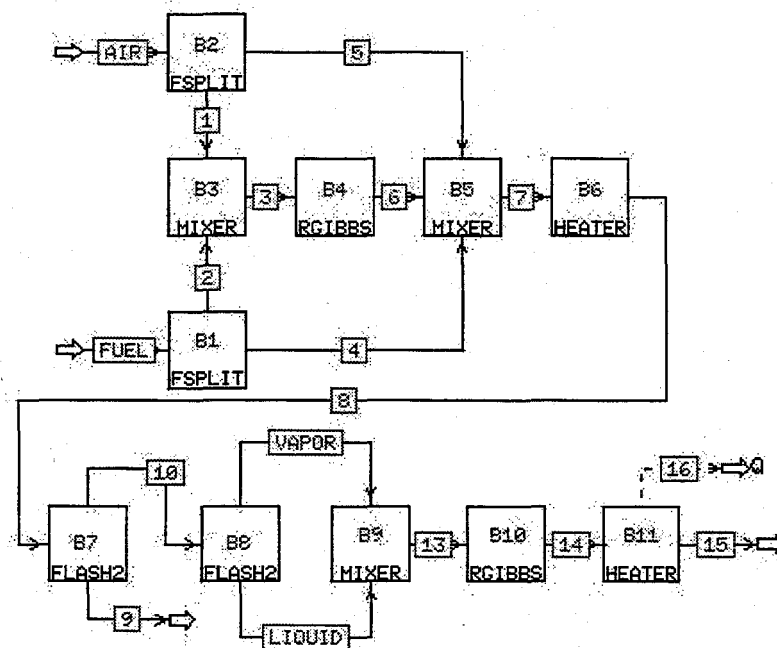 AIR
B2
FSPLIT
5
1
B3
MIXER
3
B4
RGIBBS
6
B5
MIXER
7
B6
HEATER
2
FUEL
B1
FSPLIT
4
8
VAPOR
10
16
Q
B7
FLASH2
B8
FLASH2
B9
MIXER
13
B10
RGIBBS
14
B11
HEATER
15
9
LIQUID